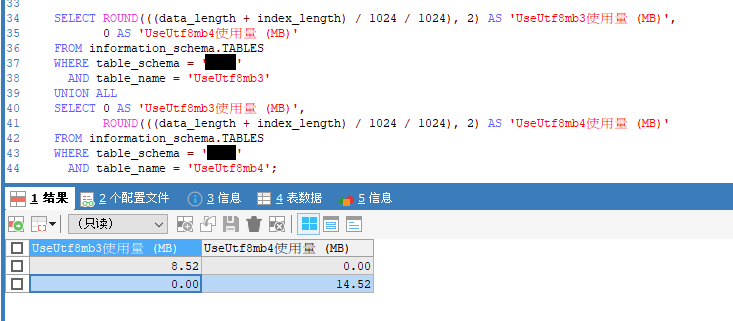 33
34 SELECT ROUND(((data_length + index_length) / 1024 / 1024), 2) AS 'UseUtf8mb3使用量 (MB)',
35 0 AS 'UseUtf8mb4使用量 (MB)'
36 FROM information_schema.TABLES
37 WHERE table_schema = ' '
38 AND table_name = 'UseUtf8mb3'
39 UNION ALL
40 SELECT 0 AS 'UseUtf8mb3使用量 (MB)',
41 ROUND(((data_length + index_length) / 1024 / 1024), 2) AS 'UseUtf8mb4使用量 (MB)'
42 FROM information_schema.TABLES
43 WHERE table_schema = ' '
44 AND table_name = 'UseUtf8mb4';
1 结果 2 个配置文件 3 信息 4 表数据 5 信息
（只读）
UseUtf8mb3使用量 (MB) UseUtf8mb4使用量 (MB)
8.52 0.00
0.00 14.52